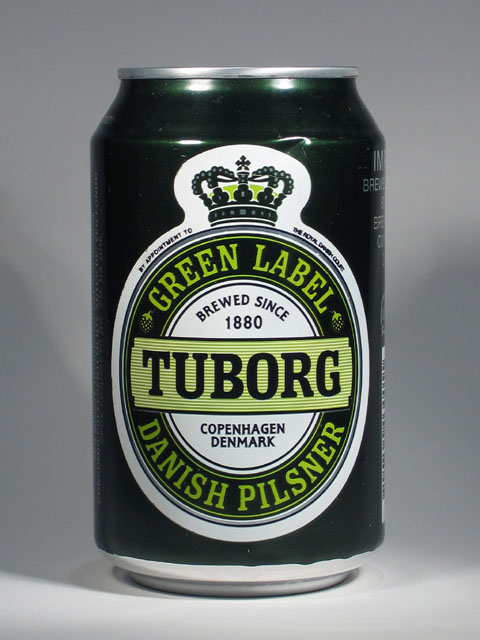 BY APPOINTMENT TO
THE ROYAL DANISH COURT
GREEN LABEL
BREWED SINCE
1880
TUBORG
COPENHAGEN
DENMARK
DANISH PILSNER